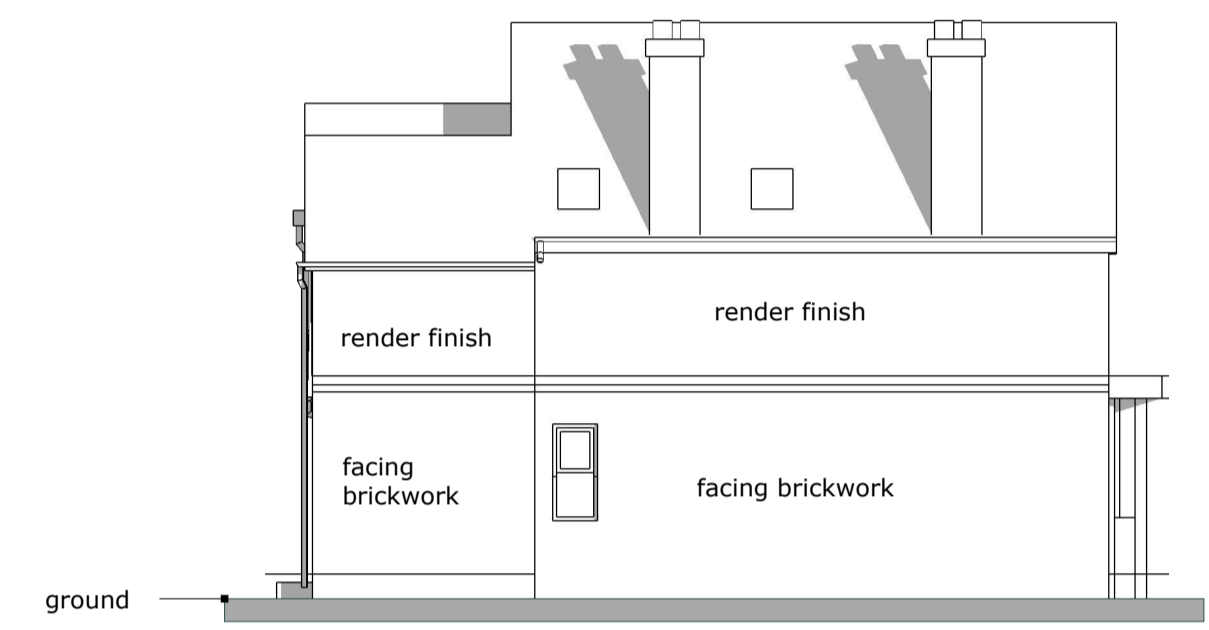 render finish
render finish
facing
brickwork
facing brickwork
ground